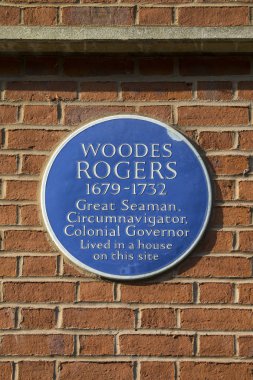 WOODES
ROGERS
1679-1732
Great Seaman,
Circumnavigator,
Colonial Governor
Lived in a house
on this site